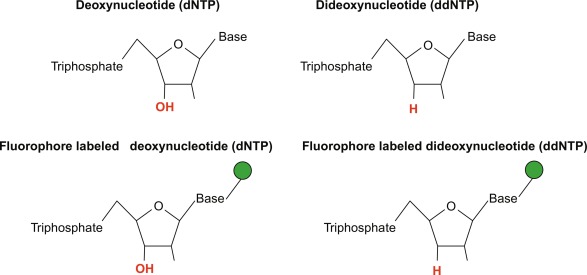 Deoxynucleotide (dNTP)
Dideoxynucleotide (ddNTP)
O
Base
Triphosphate
OH
O
Base
Triphosphate
H
Fluorophore labeled deoxynucleotide (dNTP)
Fluorophore labeled dideoxynucleotide (ddNTP)
O
Base
Triphosphate
OH
O
Base
Triphosphate
H